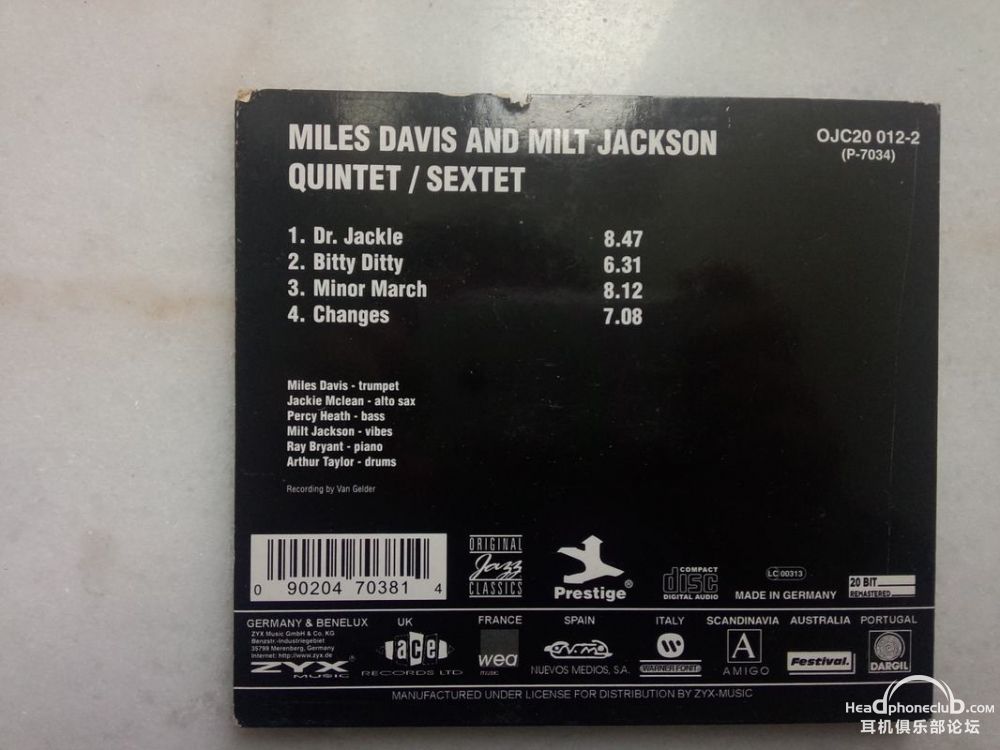 MILES DAVIS AND MILT JACKSON
QUINTET / SEXTET
OJC20 012-2
(P-7034)
1. Dr. Jackle 8.47
2. Bitty Ditty 6.31
3. Minor March 8.12
4. Changes 7.08
Miles Davis - trumpet
Jackie Mclean - alto sax
Percy Heath - bass
Milt Jackson - vibes
Ray Bryant - piano
Arthur Taylor - drums
Recording by Van Gelder
0 90204 70381 4
ORIGINAL
Jazz
CLASSICS
Prestige®
COMPACT
disc
DIGITAL AUDIO
LC 00313
MADE IN GERMANY
20 BIT
REMASTERED
GERMANY & BENELUX
ZYX Music GmbH & Co. KG
Benzstr.-Industriegebiet
35799 Merenberg, Germany
Internet: http://www.zyx.de
ZYX®
MUSIC
UK
ace
RECORDS LTD
FRANCE
wea
music
SPAIN
N.M.
NUEVOS MEDIOS, S.A.
ITALY
WARNER FONIT
SCANDINAVIA
A
AMIGO
AUSTRALIA
Festival.
PORTUGAL
DARGIL
MANUFACTURED UNDER LICENSE FOR DISTRIBUTION BY ZYX-MUSIC
HeadphoneclUb.COM
耳机俱乐部论坛